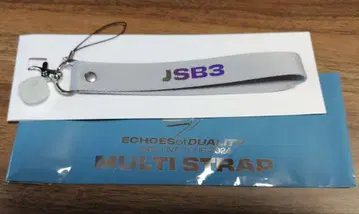 JSB3
ECHOES of DUALITY
MULTI STRAP